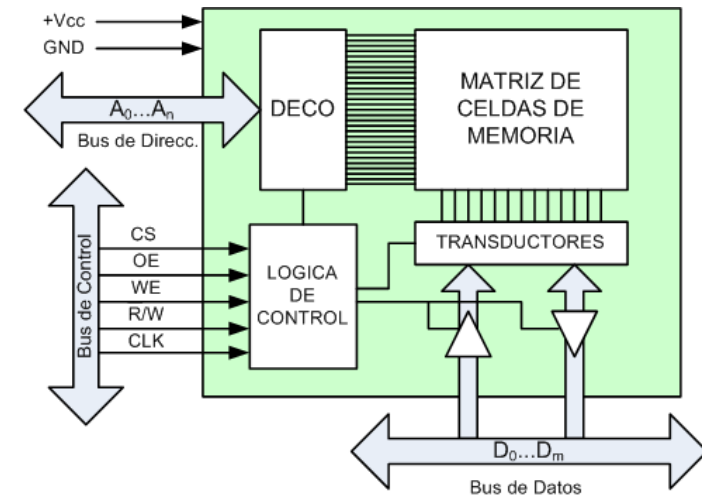 +Vcc
GND
A₀...Aₙ
Bus de Direcc.
DECO
MATRIZ DE
CELDAS DE
MEMORIA
TRANSDUCTORES
Bus de Control
CS
OE
WE
R/W
CLK
LOGICA
DE
CONTROL
D₀...Dₘ
Bus de Datos